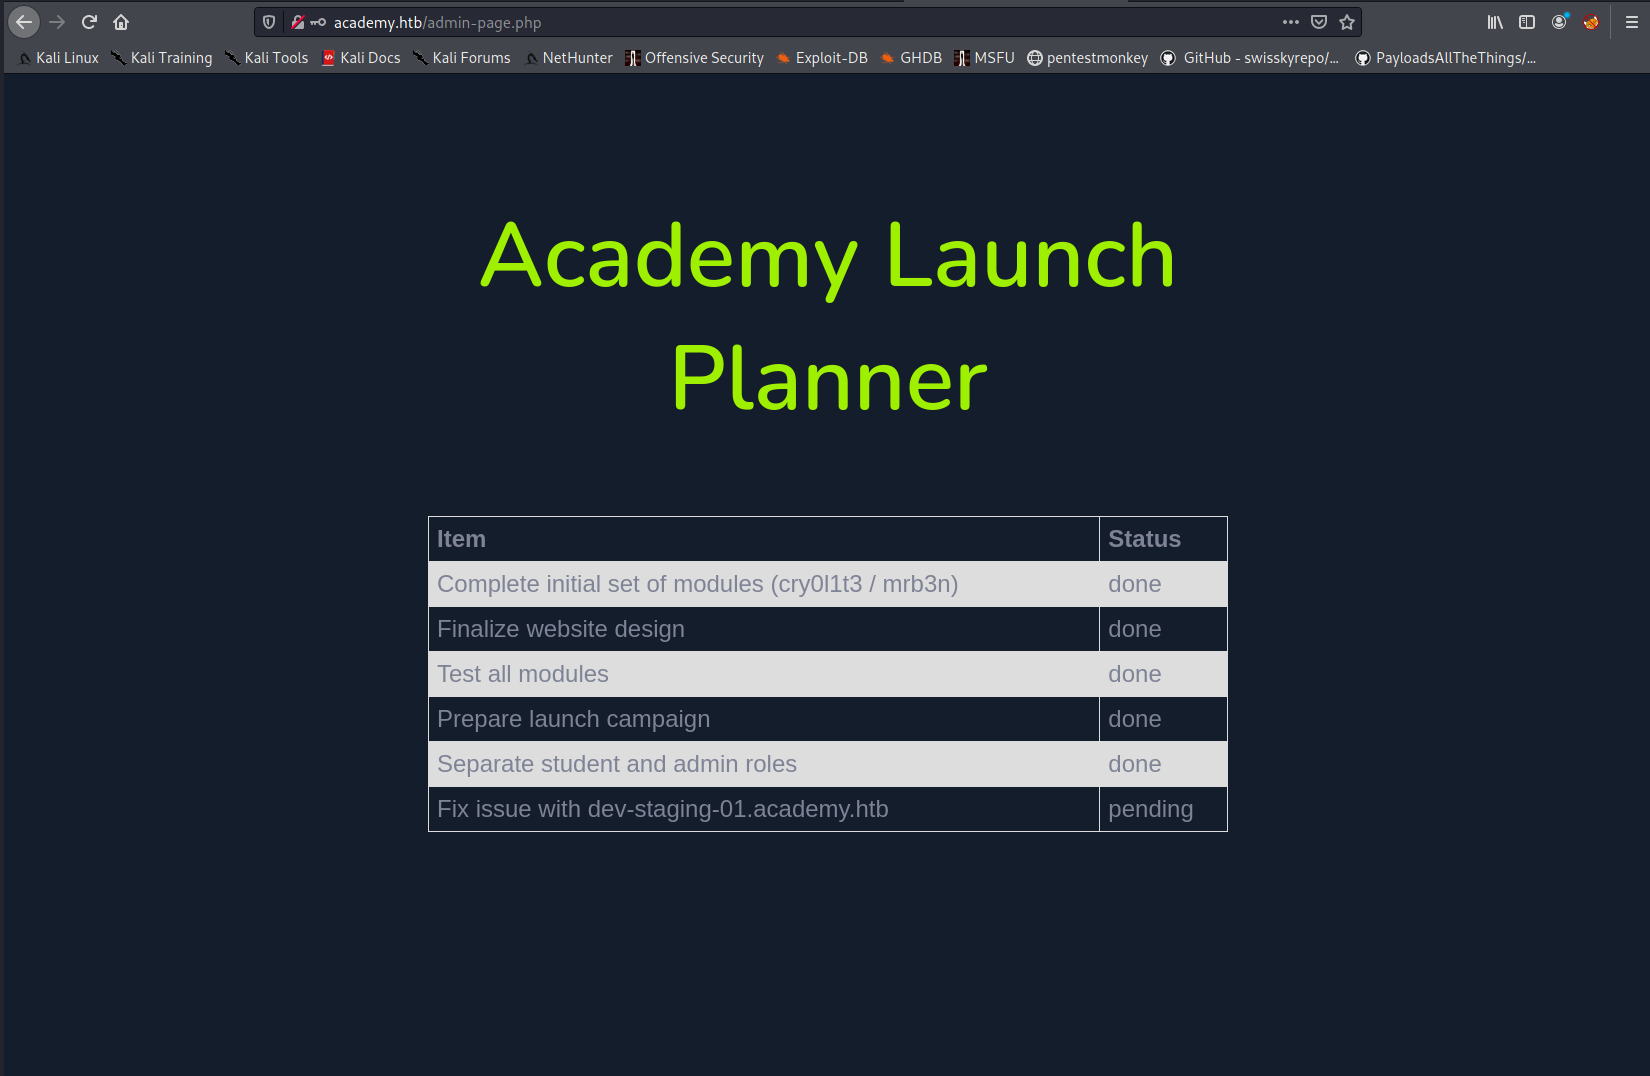 academy.htb/admin-page.php
Kali Linux Kali Training Kali Tools Kali Docs Kali Forums NetHunter Offensive Security Exploit-DB GHDB MSFU pentestmonkey GitHub - swisskyrepo/... PayloadsAllTheThings/...
Academy Launch
Planner
Item Status
Complete initial set of modules (cry0l1t3 / mrb3n) done
Finalize website design done
Test all modules done
Prepare launch campaign done
Separate student and admin roles done
Fix issue with dev-staging-01.academy.htb pending